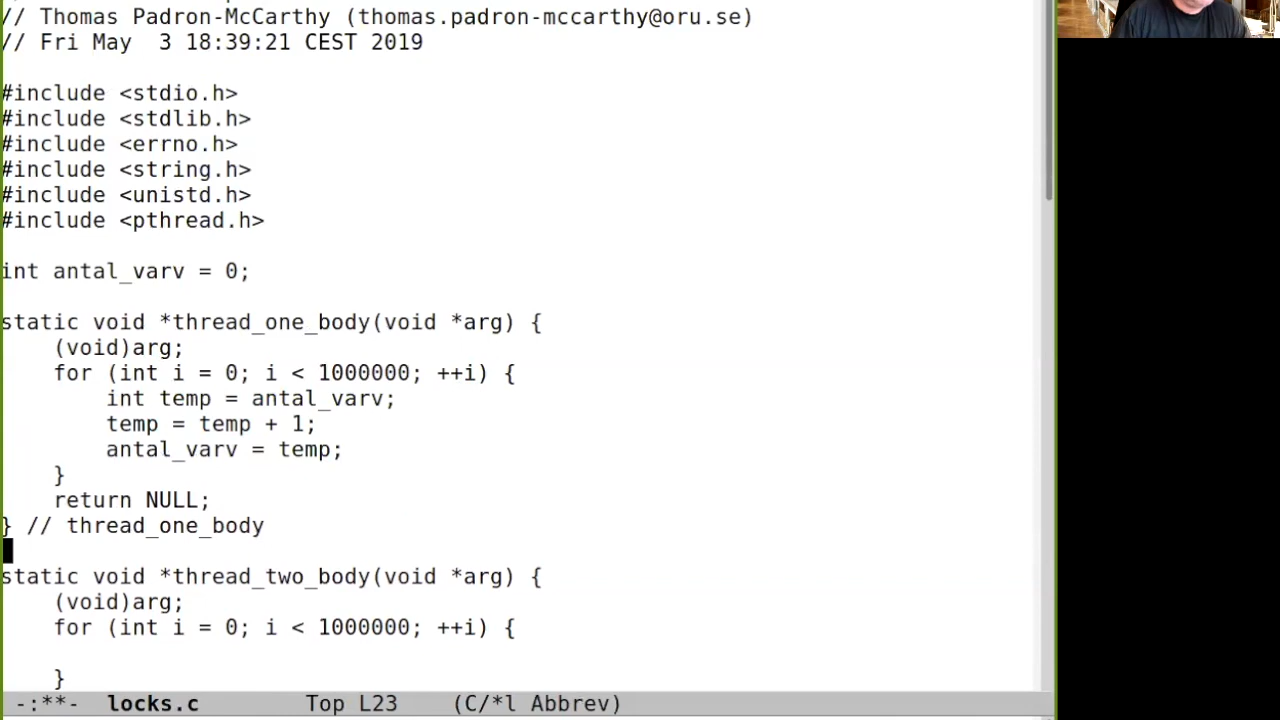 // Thomas Padron-McCarthy (thomas.padron-mccarthy@oru.se)
// Fri May  3 18:39:21 CEST 2019
#include <stdio.h>
#include <stdlib.h>
#include <errno.h>
#include <string.h>
#include <unistd.h>
#include <pthread.h>
int antal_varv = 0;
static void *thread_one_body(void *arg) {
    (void)arg;
    for (int i = 0; i < 1000000; ++i) {
        int temp = antal_varv;
        temp = temp + 1;
        antal_varv = temp;
    }
    return NULL;
} // thread_one_body
static void *thread_two_body(void *arg) {
    (void)arg;
    for (int i = 0; i < 1000000; ++i) {
    }
-:**-  locks.c        Top L23    (C/*l Abbrev)